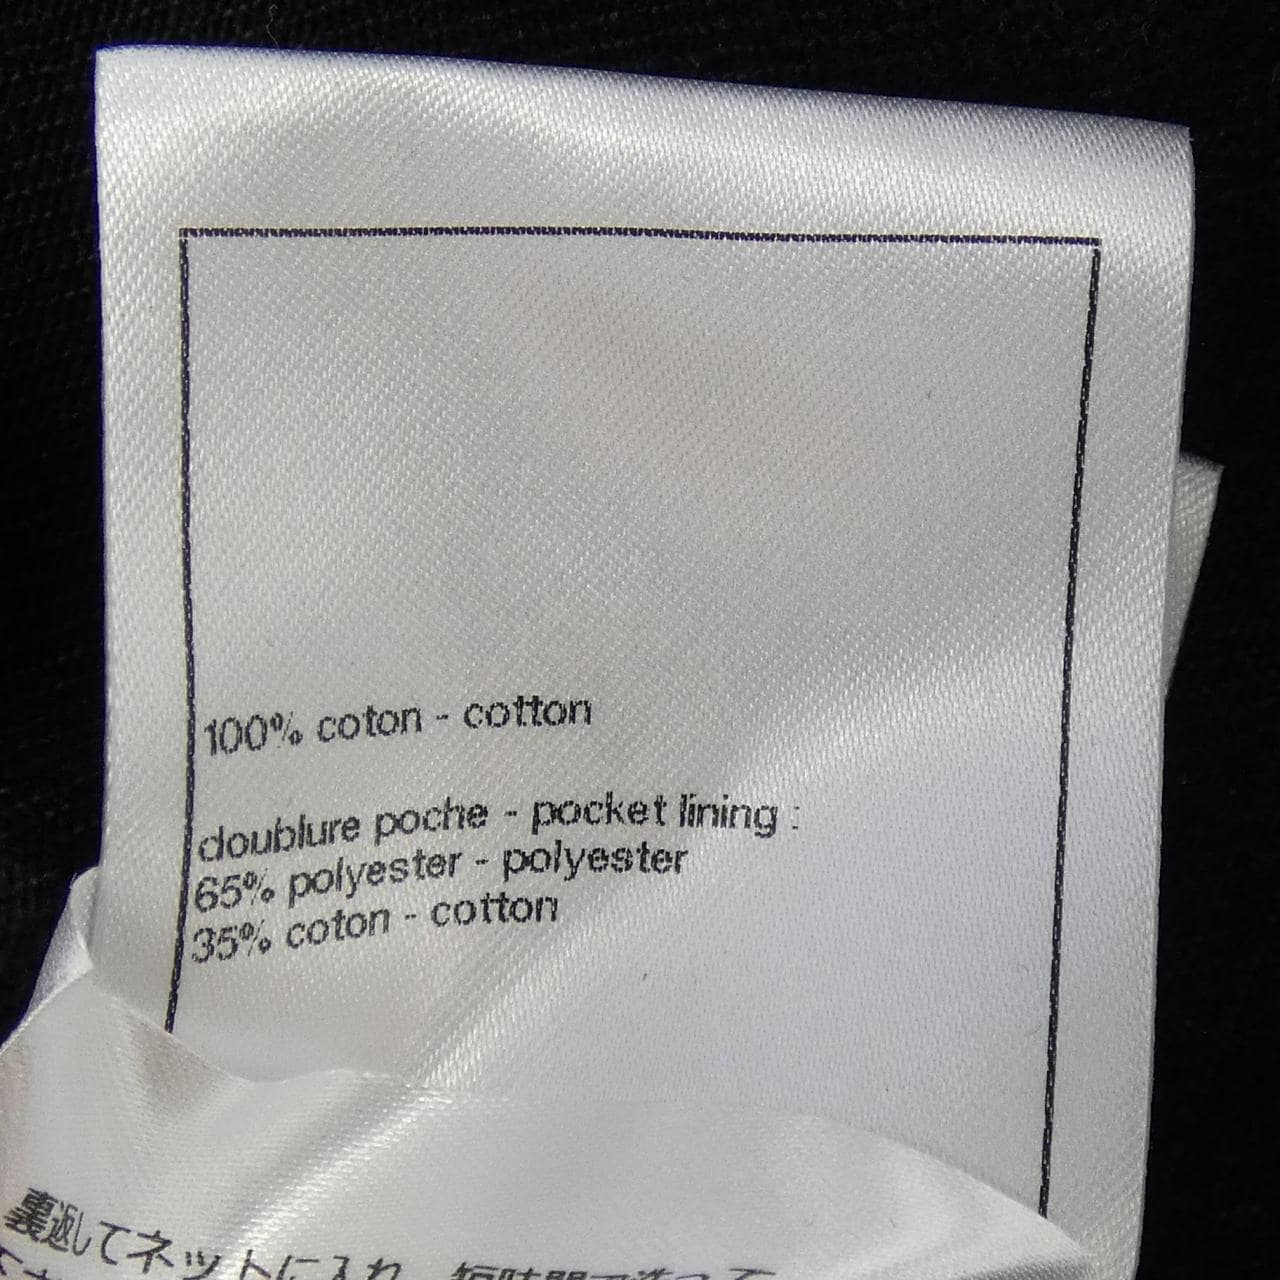 100% coton - cotton
doublure poche - pocket lining :
65% polyester - polyester
35% coton - cotton
裏返してネットに入れ